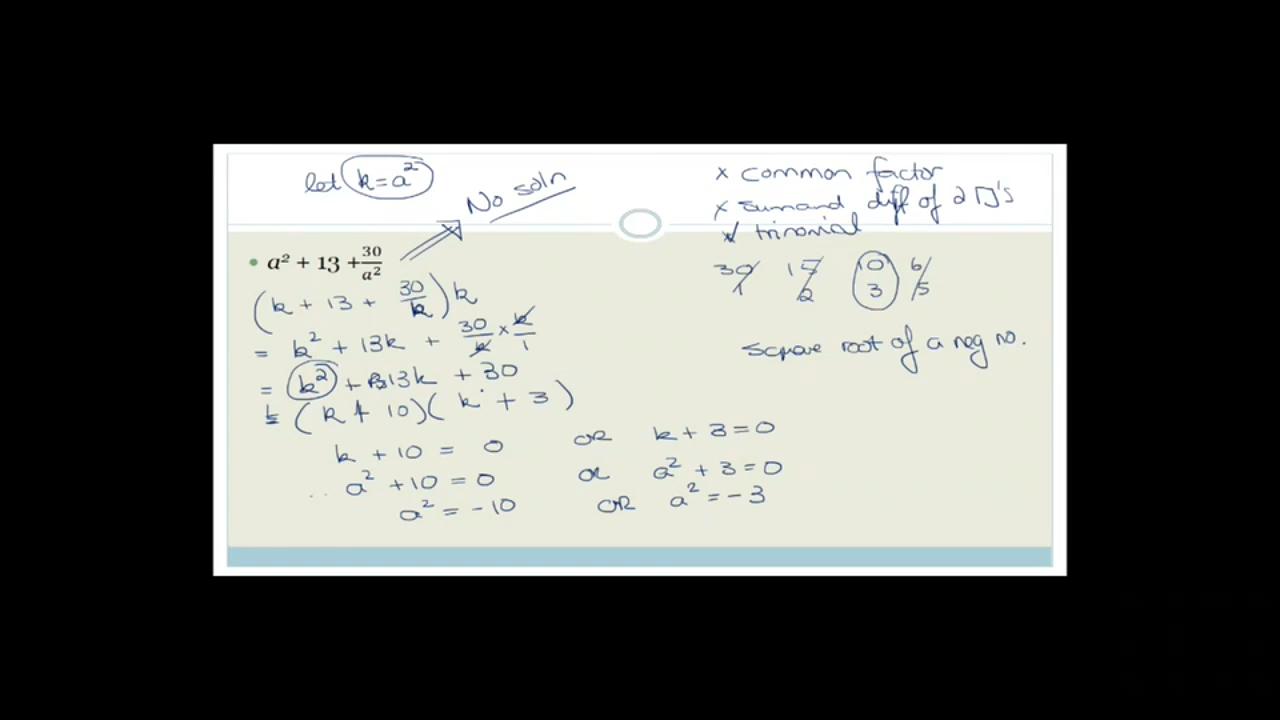 let k = a²
No soln
• a² + 13 + 30/a²
(k + 13 + 30/k) k
= k² + 13k + 30/k × k/1
= k² + 13k + 30
= (k + 10)(k + 3)
k + 10 = 0 or k + 3 = 0
a² + 10 = 0 or a² + 3 = 0
a² = -10 OR a² = -3
x common factor
x sum and diff of 2 □'s
✓ trinomial
30/1 15/2 10/3 6/5
square root of a neg no.